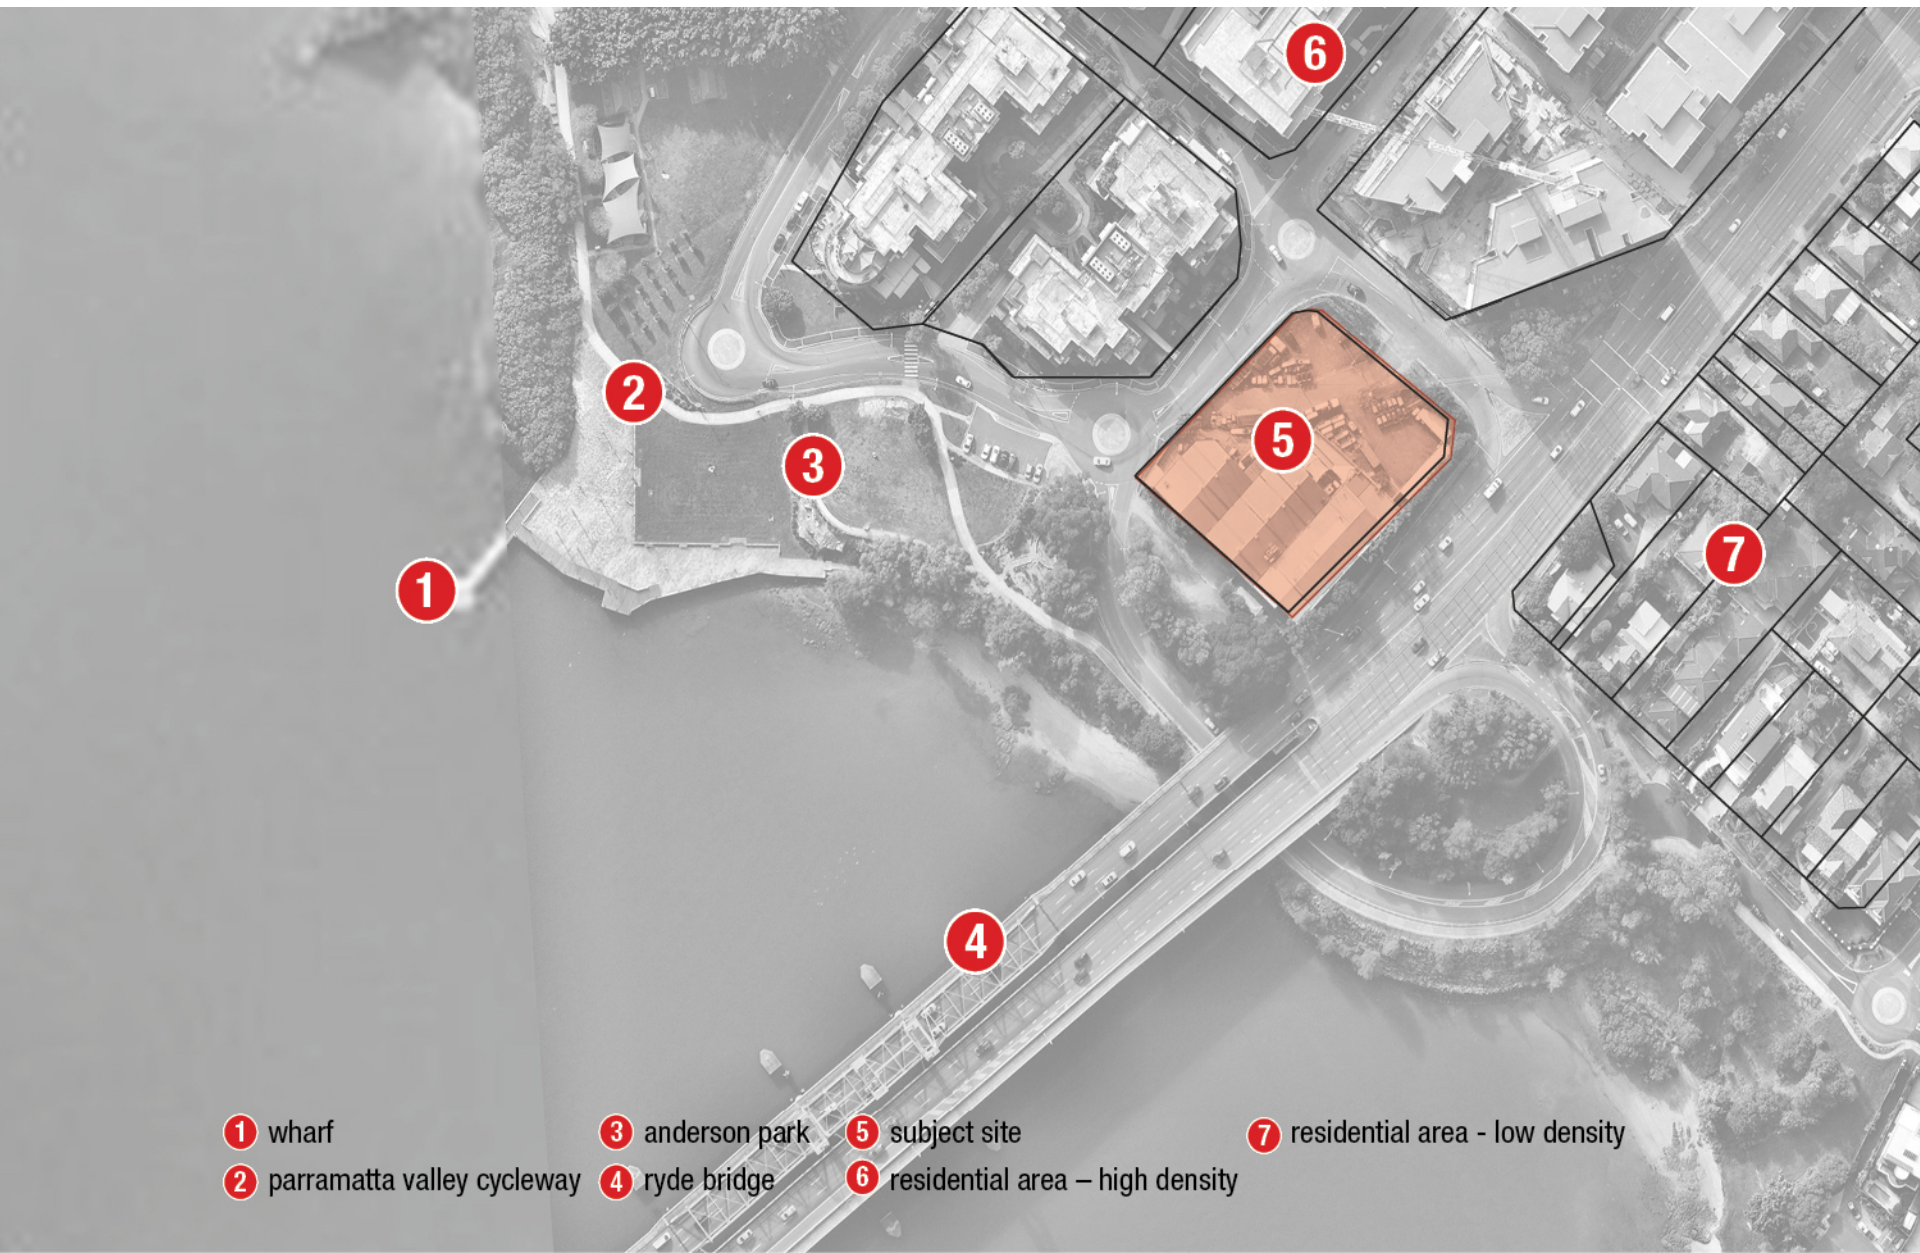 6
2
3
5
7
1
4
1 wharf
2 parramatta valley cycleway
3 anderson park
4 ryde bridge
5 subject site
6 residential area – high density
7 residential area - low density